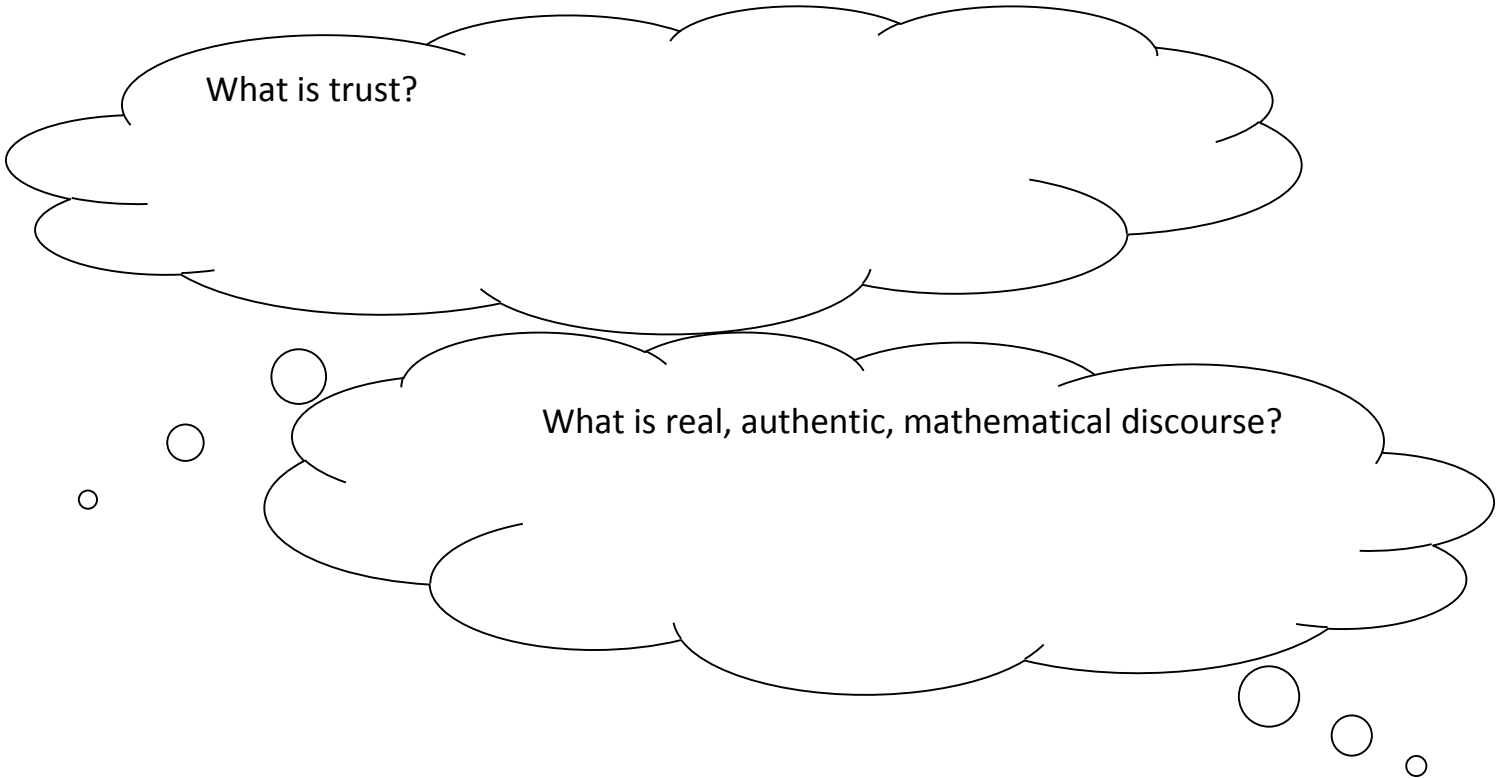 What is trust?
What is real, authentic, mathematical discourse?